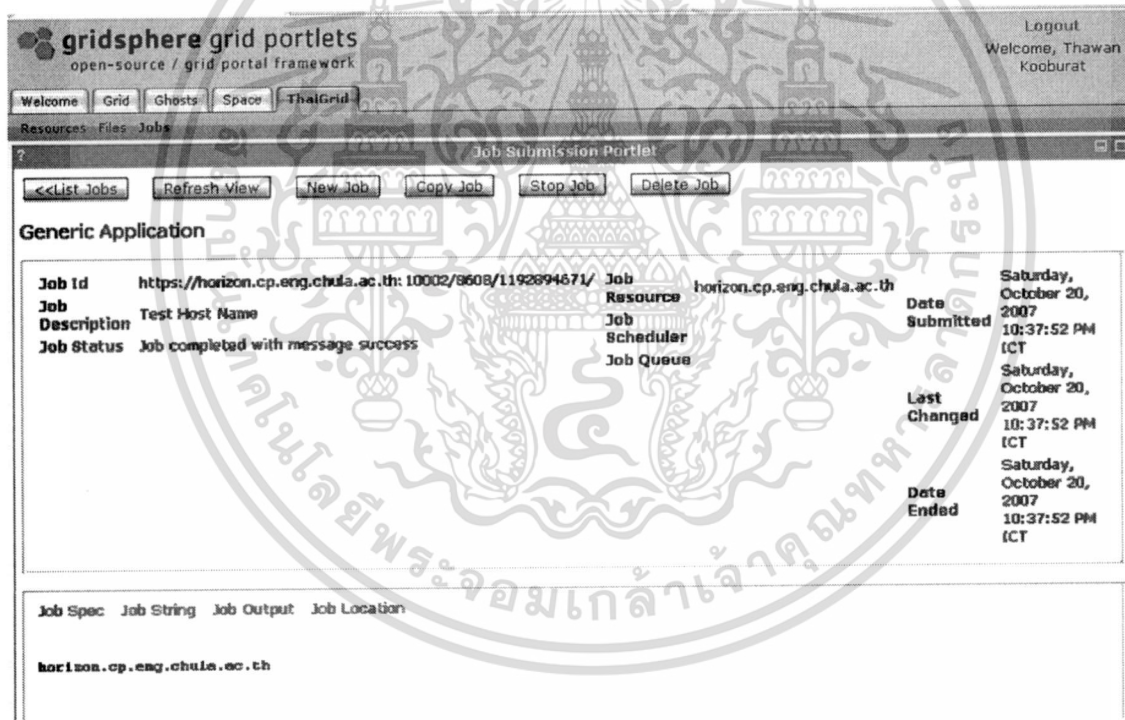 gridsphere grid portlets
open-source / grid portal framework
Logout
Welcome, Thawan
Kooburat
Welcome Grid Ghosts Space ThaiGrid
Resources Files Jobs
? Job Submission Portlet
<<List Jobs Refresh View New Job Copy Job Stop Job Delete Job
Generic Application
Job Id https://horizon.cp.eng.chula.ac.th:10002/8608/1192894671/
Job Description Test Host Name
Job Status Job completed with message success
Job Resource horizon.cp.eng.chula.ac.th
Job Scheduler
Job Queue
Date Submitted Saturday, October 20, 2007 10:37:52 PM ICT
Last Changed Saturday, October 20, 2007 10:37:52 PM ICT
Date Ended Saturday, October 20, 2007 10:37:52 PM ICT
Job Spec Job String Job Output Job Location
horizon.cp.eng.chula.ac.th